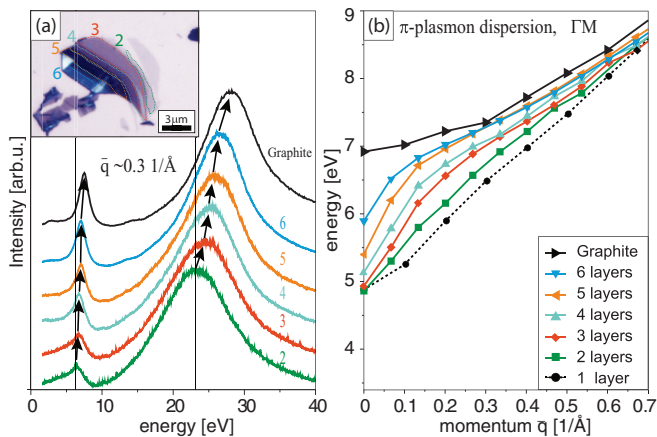 (a)
2
3
4
5
6
3µm
q̄ ~0.3 1/Å
Graphite
6
5
4
3
2
Intensity [arb.u.]
0 10 20 30 40
energy [eV]
(b) π-plasmon dispersion, ΓM
9
8
7
6
5
4
energy [eV]
Graphite
6 layers
5 layers
4 layers
3 layers
2 layers
1 layer
0.0 0.1 0.2 0.3 0.4 0.5 0.6 0.7
momentum q̄ [1/Å]